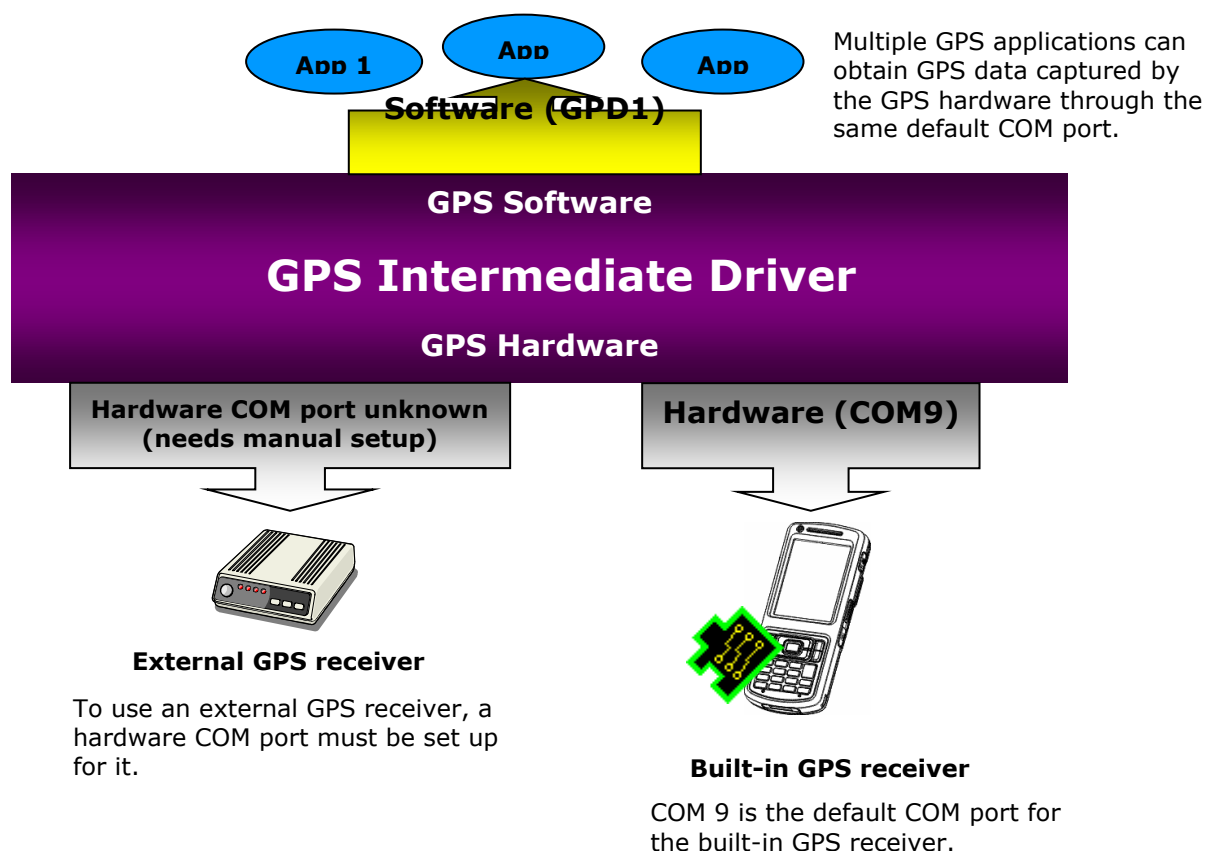 App 1
App
App
Multiple GPS applications can
obtain GPS data captured by
the GPS hardware through the
same default COM port.
Software (GPD1)
GPS Software
GPS Intermediate Driver
GPS Hardware
Hardware COM port unknown
(needs manual setup)
Hardware (COM9)
External GPS receiver
To use an external GPS receiver, a
hardware COM port must be set up
for it.
Built-in GPS receiver
COM 9 is the default COM port for
the built-in GPS receiver.